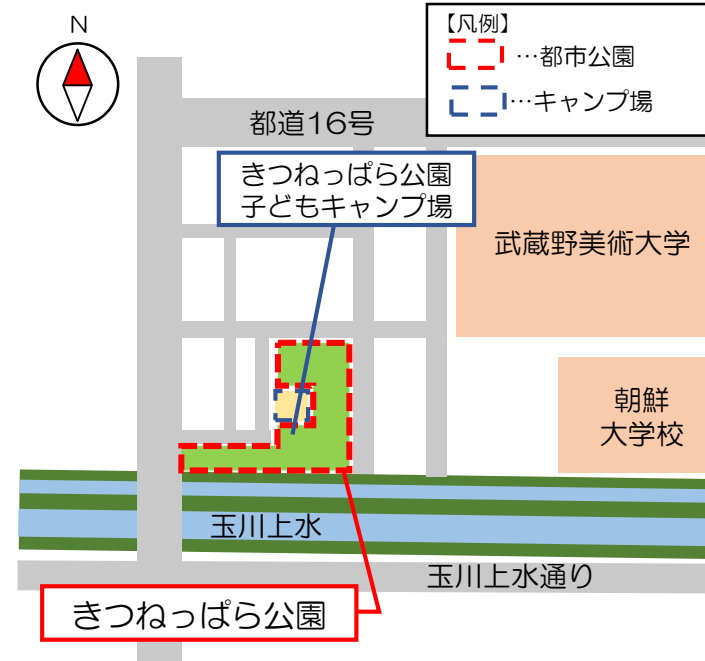 N
【凡例】
…都市公園
…キャンプ場
都道16号
きつねっぱら公園
子どもキャンプ場
武蔵野美術大学
朝鮮
大学校
玉川上水
玉川上水通り
きつねっぱら公園